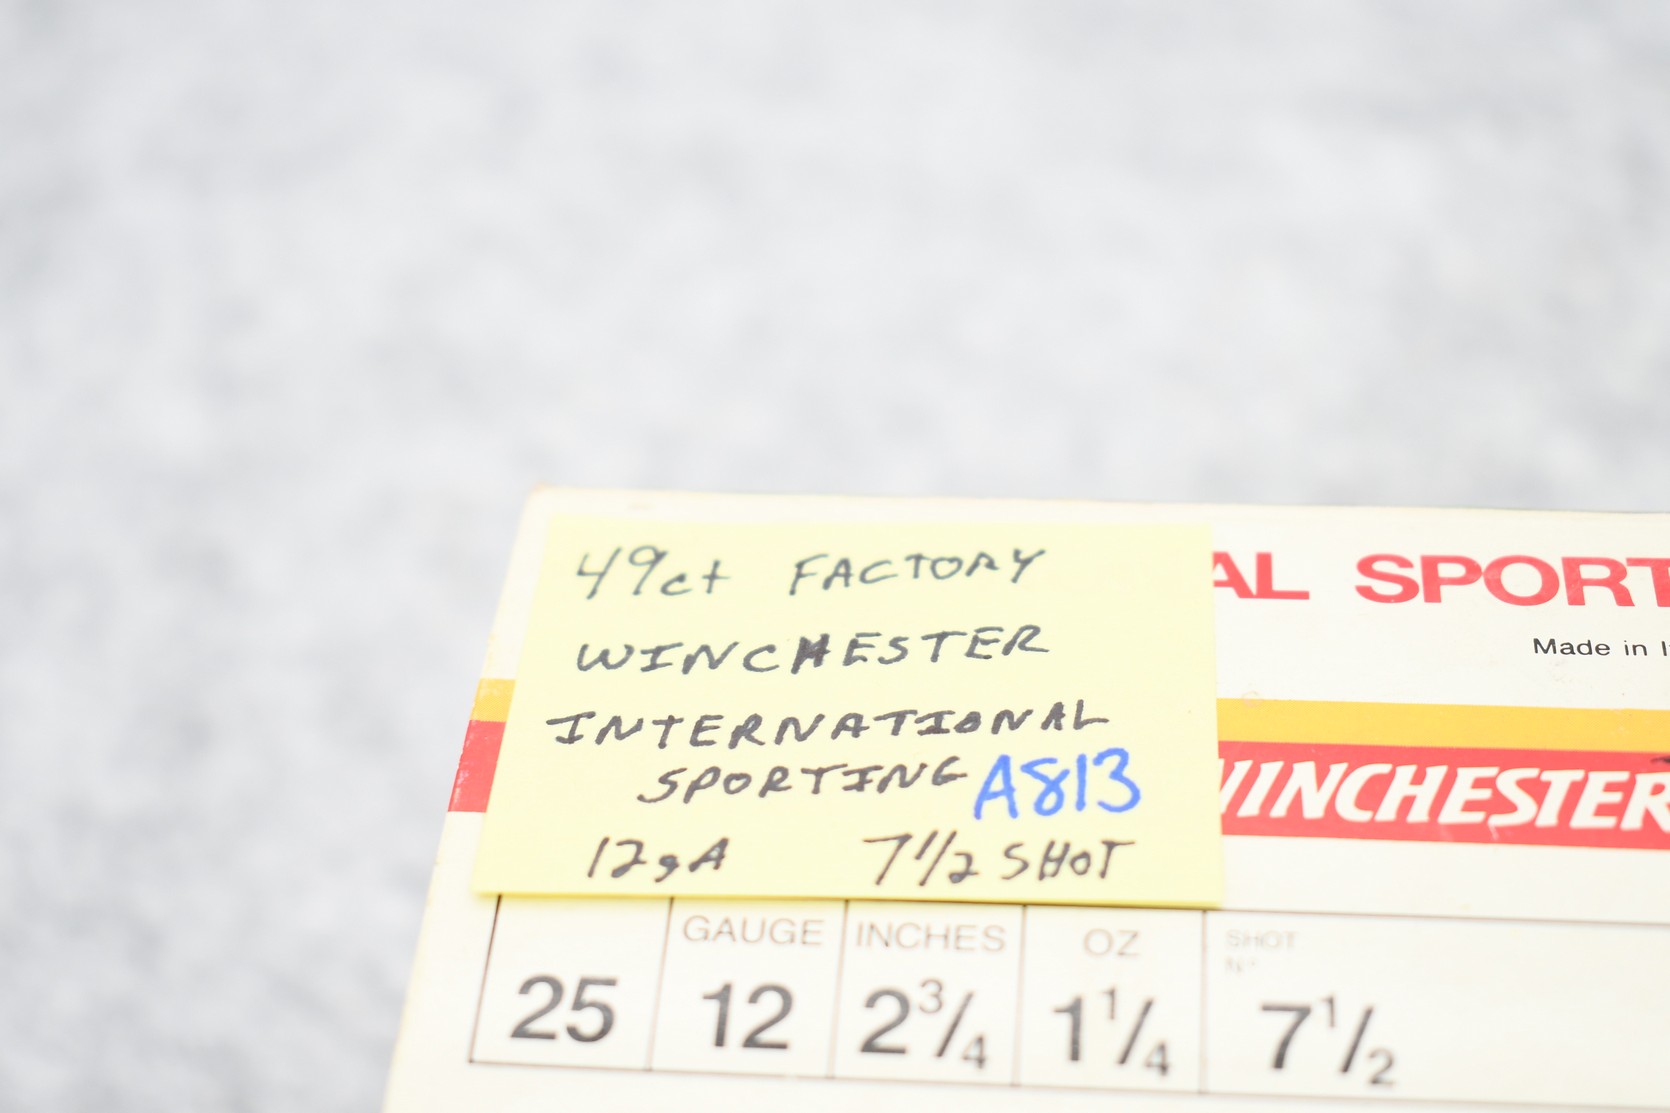 49ct FACTORY
WINCHESTER
INTERNATIONAL
SPORTING A813
12gA 7 1/2 SHOT
AL SPORT
Made in I
WINCHESTER
GAUGE INCHES OZ SHOT N°
25 12 2 3/4 1 1/4 7 1/2